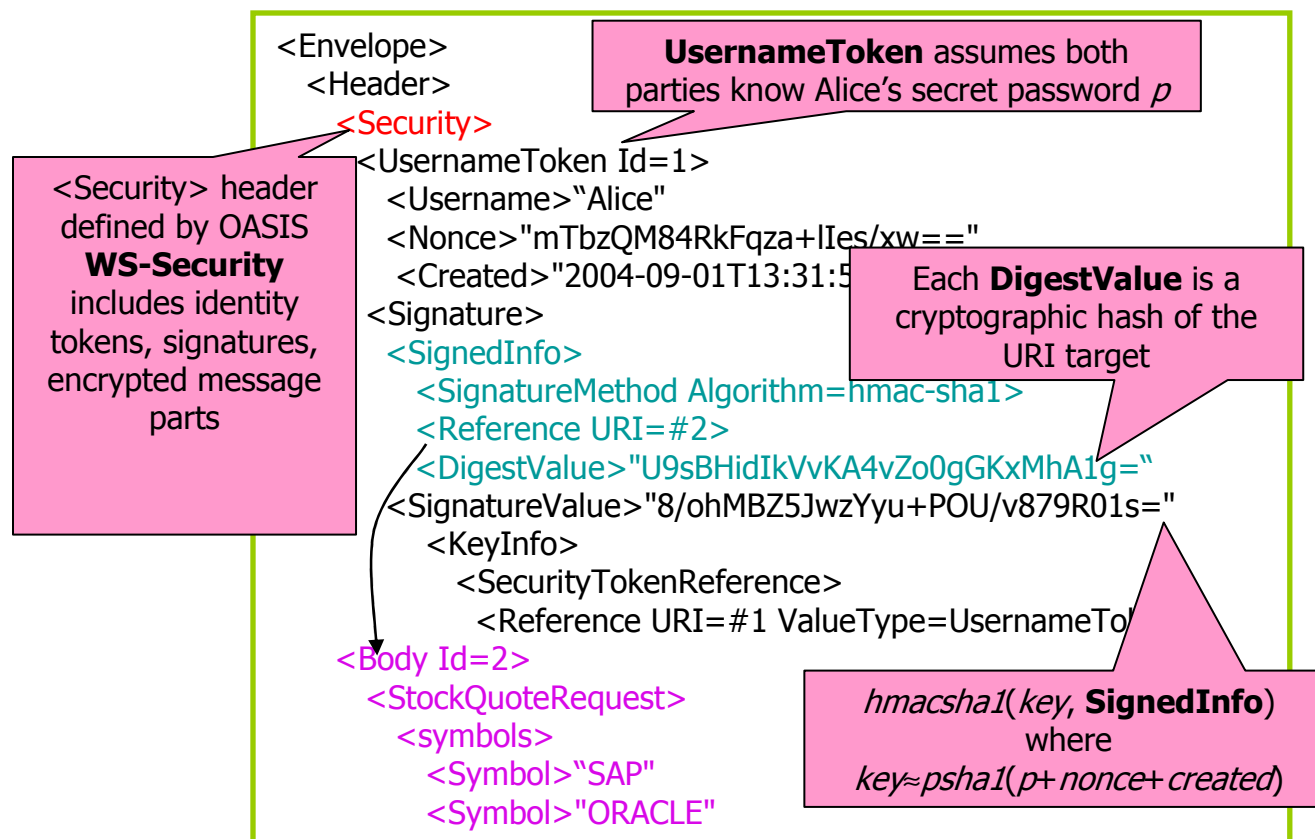 <Envelope>
<Header>
<Security>
<UsernameToken Id=1>
<Username>“Alice"
<Nonce>"mTbzQM84RkFqza+lIes/xw=="
<Created>"2004-09-01T13:31:5
<Signature>
<SignedInfo>
<SignatureMethod Algorithm=hmac-sha1>
<Reference URI=#2>
<DigestValue>"U9sBHidIkVvKA4vZo0gGKxMhA1g=“
<SignatureValue>"8/ohMBZ5JwzYyu+POU/v879R01s="
<KeyInfo>
<SecurityTokenReference>
<Reference URI=#1 ValueType=UsernameTo
<Body Id=2>
<StockQuoteRequest>
<symbols>
<Symbol>“SAP"
<Symbol>"ORACLE"
UsernameToken assumes both
parties know Alice’s secret password p
<Security> header
defined by OASIS
WS-Security
includes identity
tokens, signatures,
encrypted message
parts
Each DigestValue is a
cryptographic hash of the
URI target
hmacsha1(key, SignedInfo)
where
key≈psha1(p+nonce+created)